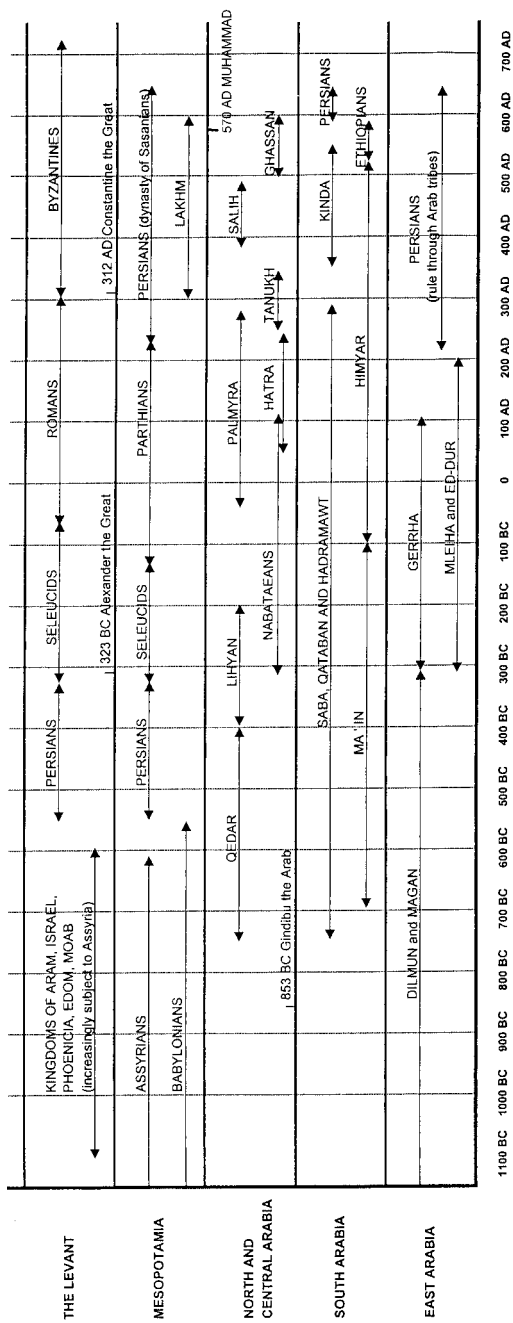 THE LEVANT
KINGDOMS OF ARAM, ISRAEL,
PHOENICIA, EDOM, MOAB
(increasingly subject to Assyria)
PERSIANS
SELEUCIDS
ROMANS
BYZANTINES
323 BC Alexander the Great
312 AD Constantine the Great
MESOPOTAMIA
ASSYRIANS
BABYLONIANS
PERSIANS
SELEUCIDS
PARTHIANS
PERSIANS (dynasty of Sasanians)
LAKHM
NORTH AND
CENTRAL ARABIA
853 BC Gindibu the Arab
QEDAR
LIHYAN
NABATAEANS
PALMYRA
HATRA
TANUKH
SALIH
GHASSAN
570 AD MUHAMMAD
SOUTH ARABIA
SABA, QATABAN AND HADRAMAWT
MA'IN
HIMYAR
KINDA
PERSIANS
ETHIOPIANS
EAST ARABIA
DILMUN and MAGAN
GERRHA
MLEIHA and ED-DUR
PERSIANS
(rule through Arab tribes)
1100 BC
1000 BC
900 BC
800 BC
700 BC
600 BC
500 BC
400 BC
300 BC
200 BC
100 BC
0
100 AD
200 AD
300 AD
400 AD
500 AD
600 AD
700 AD